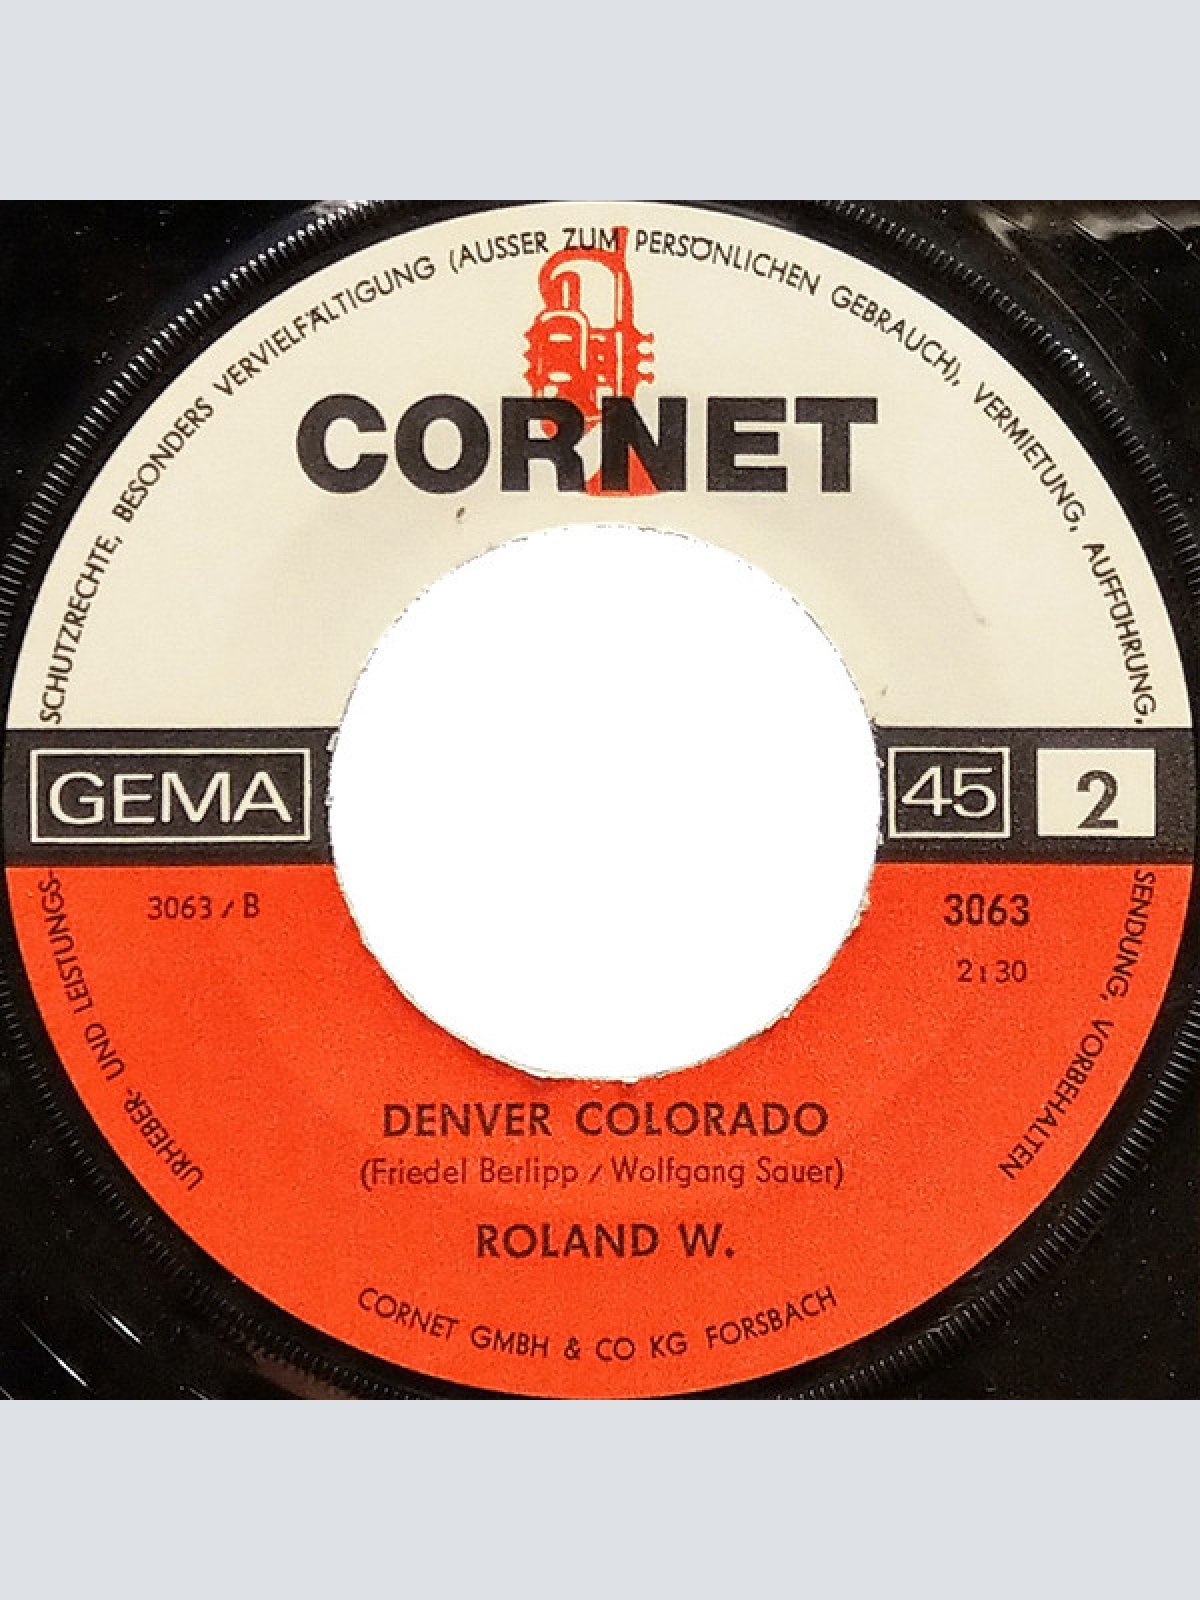 URHEBER- UND LEISTUNGS-
SCHUTZRECHTE, BESONDERS VERVIELFÄLTIGUNG (AUSSER ZUM PERSÖNLICHEN GEBRAUCH), VERMIETUNG, AUFFÜHRUNG,
SENDUNG, VORBEHALTEN
CORNET
GEMA
45
2
3063 / B
3063
2:30
DENVER COLORADO
(Friedel Berlipp / Wolfgang Sauer)
ROLAND W.
CORNET GMBH & CO KG FORSBACH